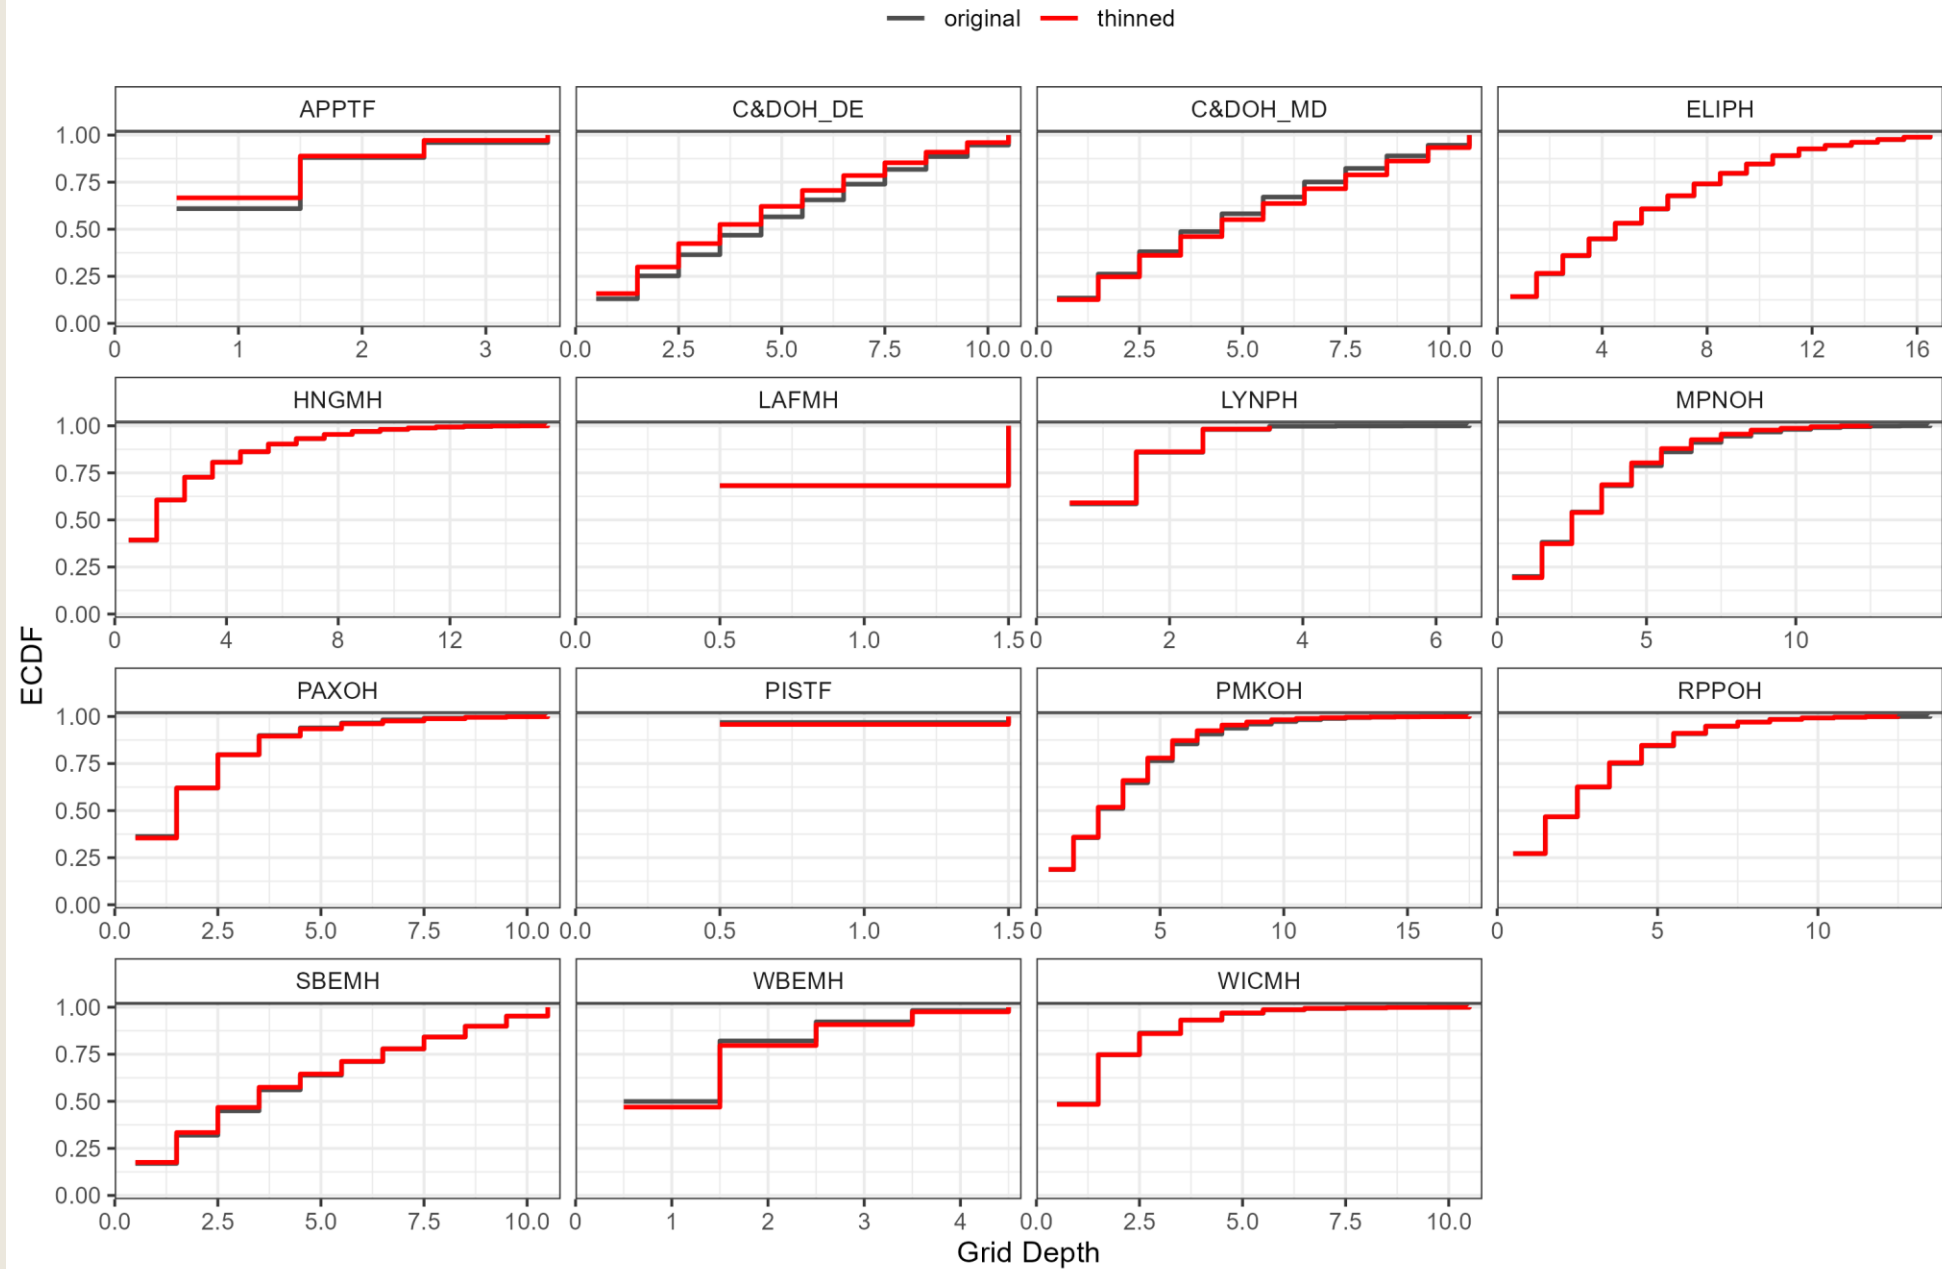 original thinned
APPTF C&DOH_DE C&DOH_MD ELIPH
1.00
0.75
0.50
0.25
0.00
0 1 2 3 0.0 2.5 5.0 7.5 10.0 0.0 2.5 5.0 7.5 10.0 0 4 8 12 16
HNGMH LAFMH LYNPH MPNOH
1.00
0.75
0.50
0.25
0.00
0 4 8 12 0.0 0.5 1.0 1.5 0 2 4 6 0 5 10
ECDF
PAXOH PISTF PMKOH RPPOH
1.00
0.75
0.50
0.25
0.00
0.0 2.5 5.0 7.5 10.0 0.0 0.5 1.0 1.5 0 5 10 15 0 5 10
SBEMH WBEMH WICMH
1.00
0.75
0.50
0.25
0.00
0.0 2.5 5.0 7.5 10.0 0 1 2 3 4 0.0 2.5 5.0 7.5 10.0
Grid Depth